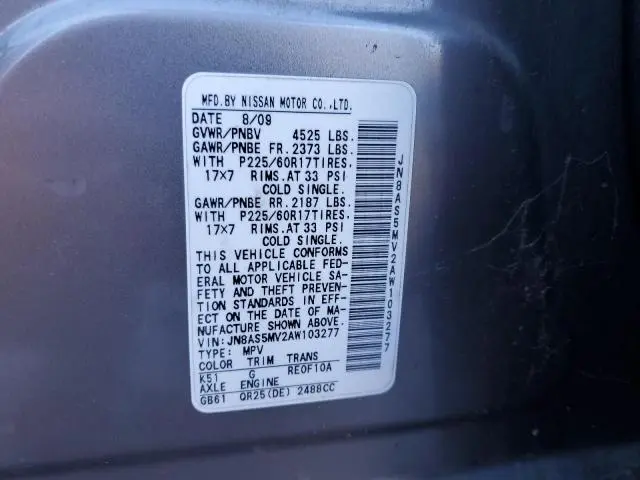 MFD.BY NISSAN MOTOR CO.,LTD.
DATE 8/09
GVWR/PNBV 4525 LBS.
GAWR/PNBE FR. 2373 LBS.
WITH P225/60R17TIRES,
17×7 RIMS.AT 33 PSI
COLD SINGLE.
GAWR/PNBE RR. 2187 LBS.
WITH P225/60R17TIRES,
17×7 RIMS.AT 33 PSI
COLD SINGLE.
THIS VEHICLE CONFORMS
TO ALL APPLICABLE FED-
ERAL MOTOR VEHICLE SA-
FETY AND THEFT PREVEN-
TION STANDARDS IN EFF-
ECT ON THE DATE OF MA-
NUFACTURE SHOWN ABOVE.
VIN: JN8AS5MV2AW103277
TYPE: MPV
COLOR TRIM TRANS
K51 G RE0F10A
AXLE ENGINE
GB61 QR25(DE) 2488CC
JN8AS5MV2AW103277